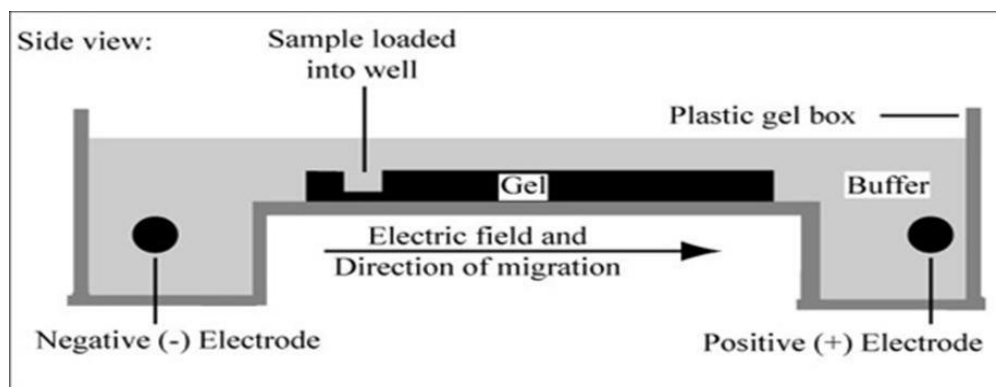 Side view:
Sample loaded
into well
Plastic gel box
Gel
Buffer
Electric field and
Direction of migration
Negative (-) Electrode
Positive (+) Electrode